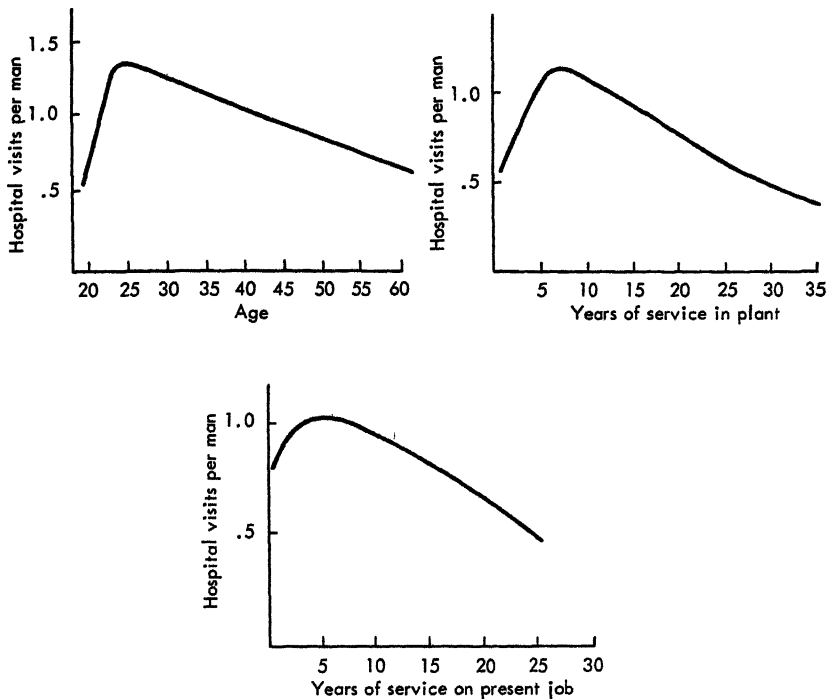 Hospital visits per man
1.5
1.0
.5
20 25 30 35 40 45 50 55 60
Age
Hospital visits per man
1.0
.5
5 10 15 20 25 30 35
Years of service in plant
Hospital visits per man
1.0
.5
5 10 15 20 25 30
Years of service on present job